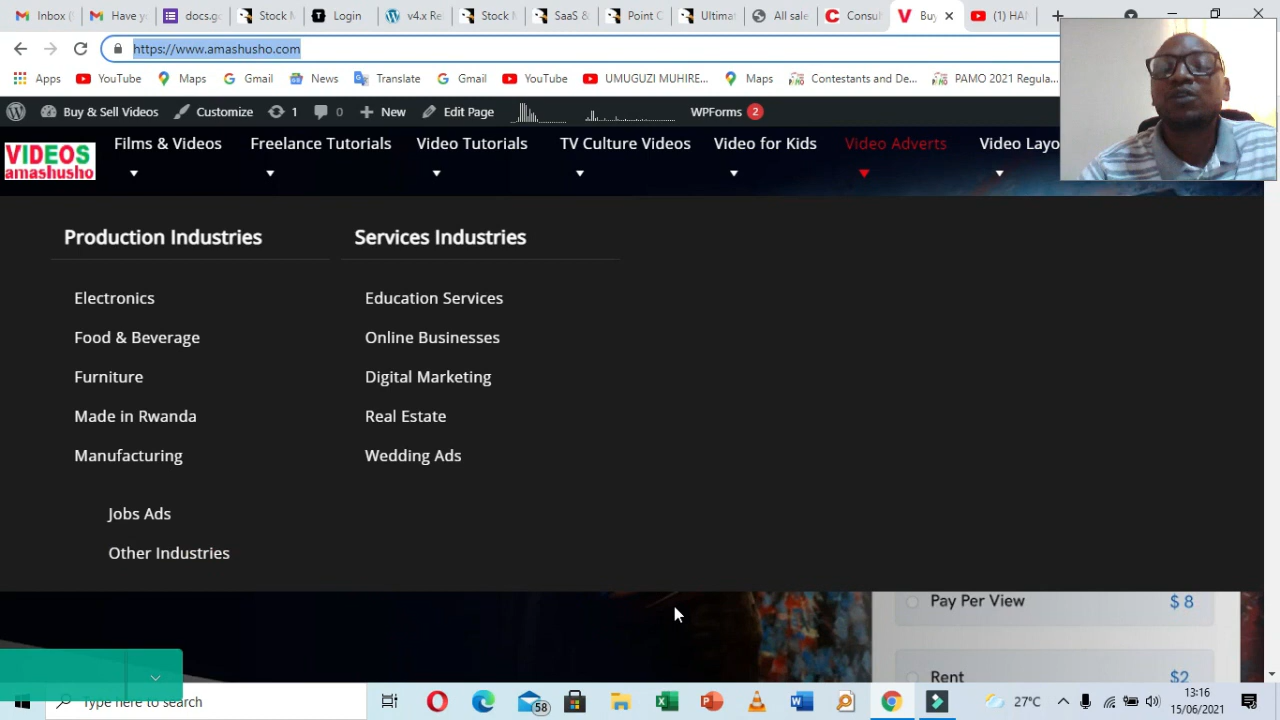 Inbox (
Have y
dosyag
Stock M
Login
v4.x Re
Stock M
SaaS &
Point C
Ultimat
All sale
Consul
Buy
(1) HAM
https://www.amashusho.com
Apps
YouTube
Maps
Gmail
News
Translate
Gmail
YouTube
UMUGUZI MUHIRE...
Maps
Contestants and De...
PAMO 2021 Regula...
Buy & Sell Videos
Customize
1
0
New
Edit Page
WPForms 2
VIDEOS
amashusho
Films & Videos
Freelance Tutorials
Video Tutorials
TV Culture Videos
Video for Kids
Video Adverts
Video Layo
Production Industries
Services Industries
Electronics
Education Services
Food & Beverage
Online Businesses
Furniture
Digital Marketing
Made in Rwanda
Real Estate
Manufacturing
Wedding Ads
Jobs Ads
Other Industries
Pay Per View $ 8
Rent $2
Type here to search
58
27°C
13:16
15/06/2021